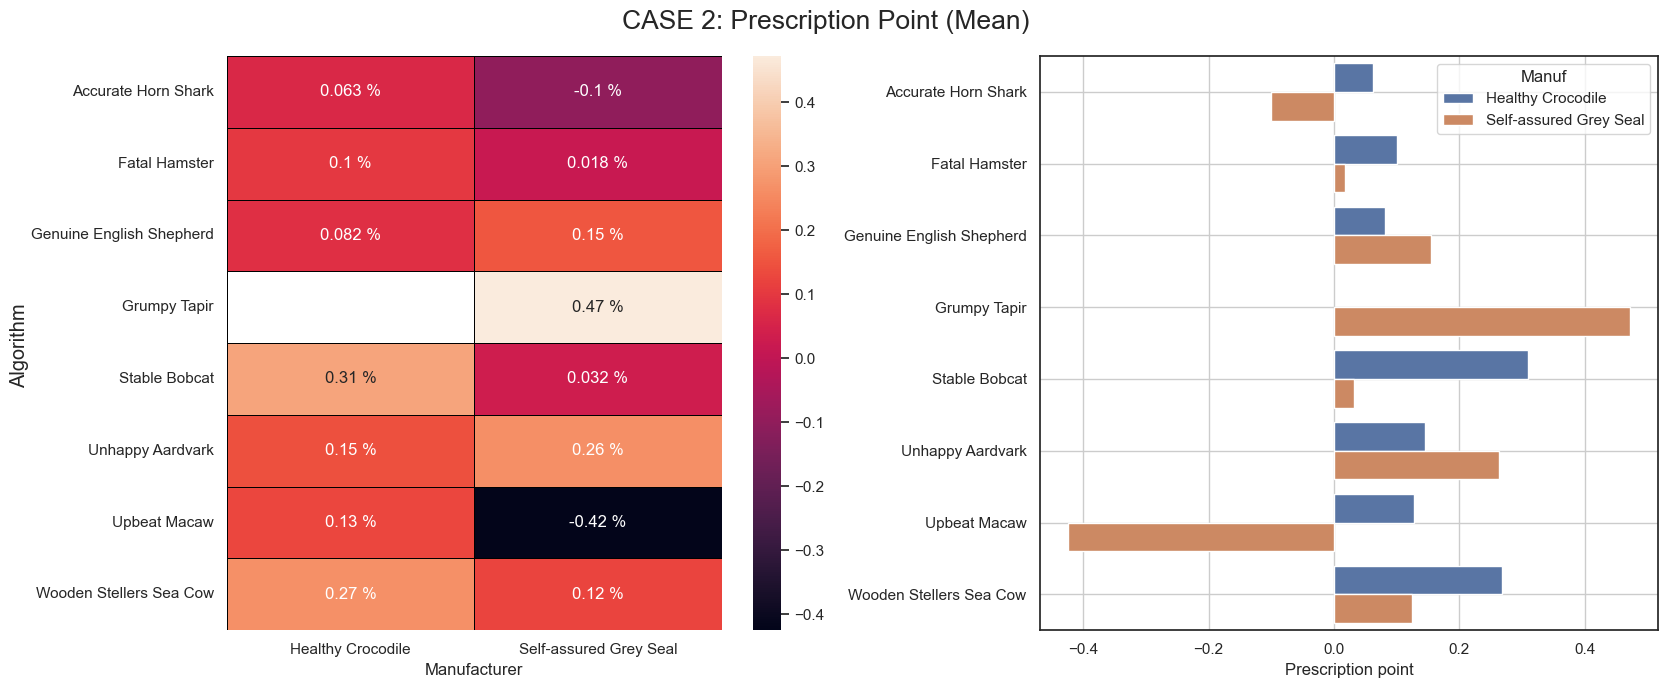 CASE 2: Prescription Point (Mean)
Algorithm
Accurate Horn Shark
0.063 %
-0.1 %
Fatal Hamster
0.1 %
0.018 %
Genuine English Shepherd
0.082 %
0.15 %
Grumpy Tapir
0.47 %
Stable Bobcat
0.31 %
0.032 %
Unhappy Aardvark
0.15 %
0.26 %
Upbeat Macaw
0.13 %
-0.42 %
Wooden Stellers Sea Cow
0.27 %
0.12 %
Healthy Crocodile
Self-assured Grey Seal
Manufacturer
0.4
0.3
0.2
0.1
0.0
−0.1
−0.2
−0.3
−0.4
Accurate Horn Shark
Fatal Hamster
Genuine English Shepherd
Grumpy Tapir
Stable Bobcat
Unhappy Aardvark
Upbeat Macaw
Wooden Stellers Sea Cow
Manuf
Healthy Crocodile
Self-assured Grey Seal
−0.4
−0.2
0.0
0.2
0.4
Prescription point